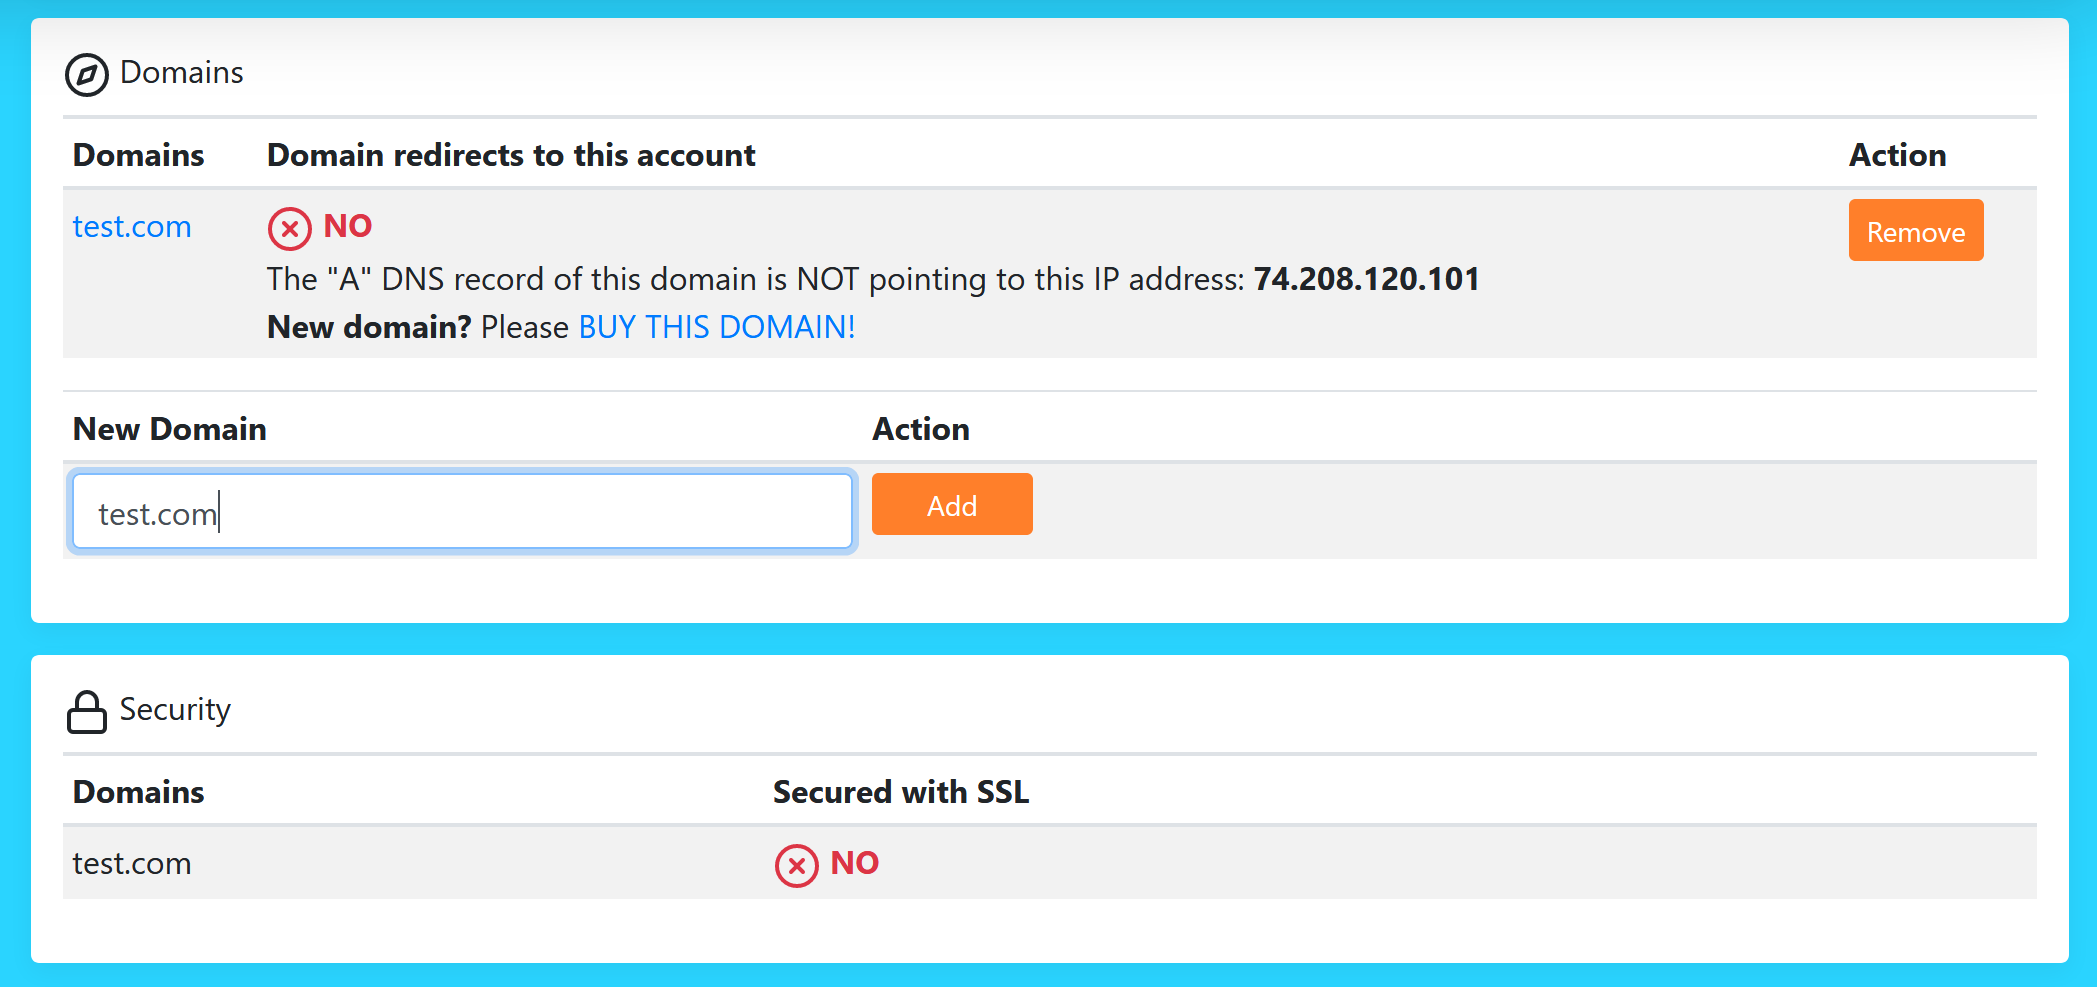 Domains
Domains Domain redirects to this account Action
test.com NO Remove
The "A" DNS record of this domain is NOT pointing to this IP address: 74.208.120.101
New domain? Please BUY THIS DOMAIN!
New Domain Action
test.com Add
Security
Domains Secured with SSL
test.com NO